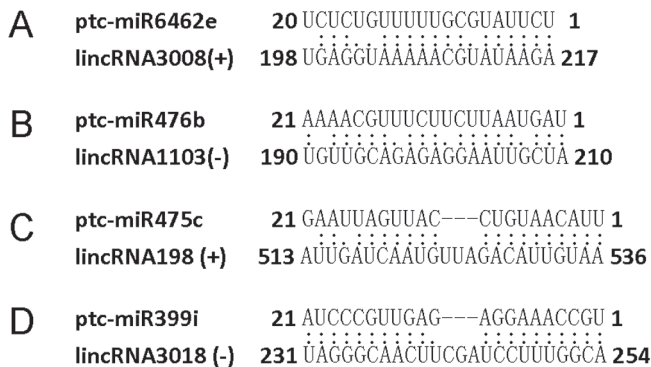 A ptc-miR6462e 20 UCUCUGUUUUUGCGUAUUCU 1
lincRNA3008(+) 198 UGAGGUAAAAACGUAUAAGA 217
B ptc-miR476b 21 AAAACGUUUCUUCUUAAUGAU 1
lincRNA1103(-) 190 UGUUGCAGAGAGGAAUUGCUA 210
C ptc-miR475c 21 GAAUUAGUUAC---CUGUAACAUU 1
lincRNA198 (+) 513 AUUGAUCAAUGUUAGACAUUGUAA 536
D ptc-miR399i 21 AUCCCGUUGAG---AGGAAACCGU 1
lincRNA3018 (-) 231 UAGGGCAACUUCGAUCCUUUGGCA 254